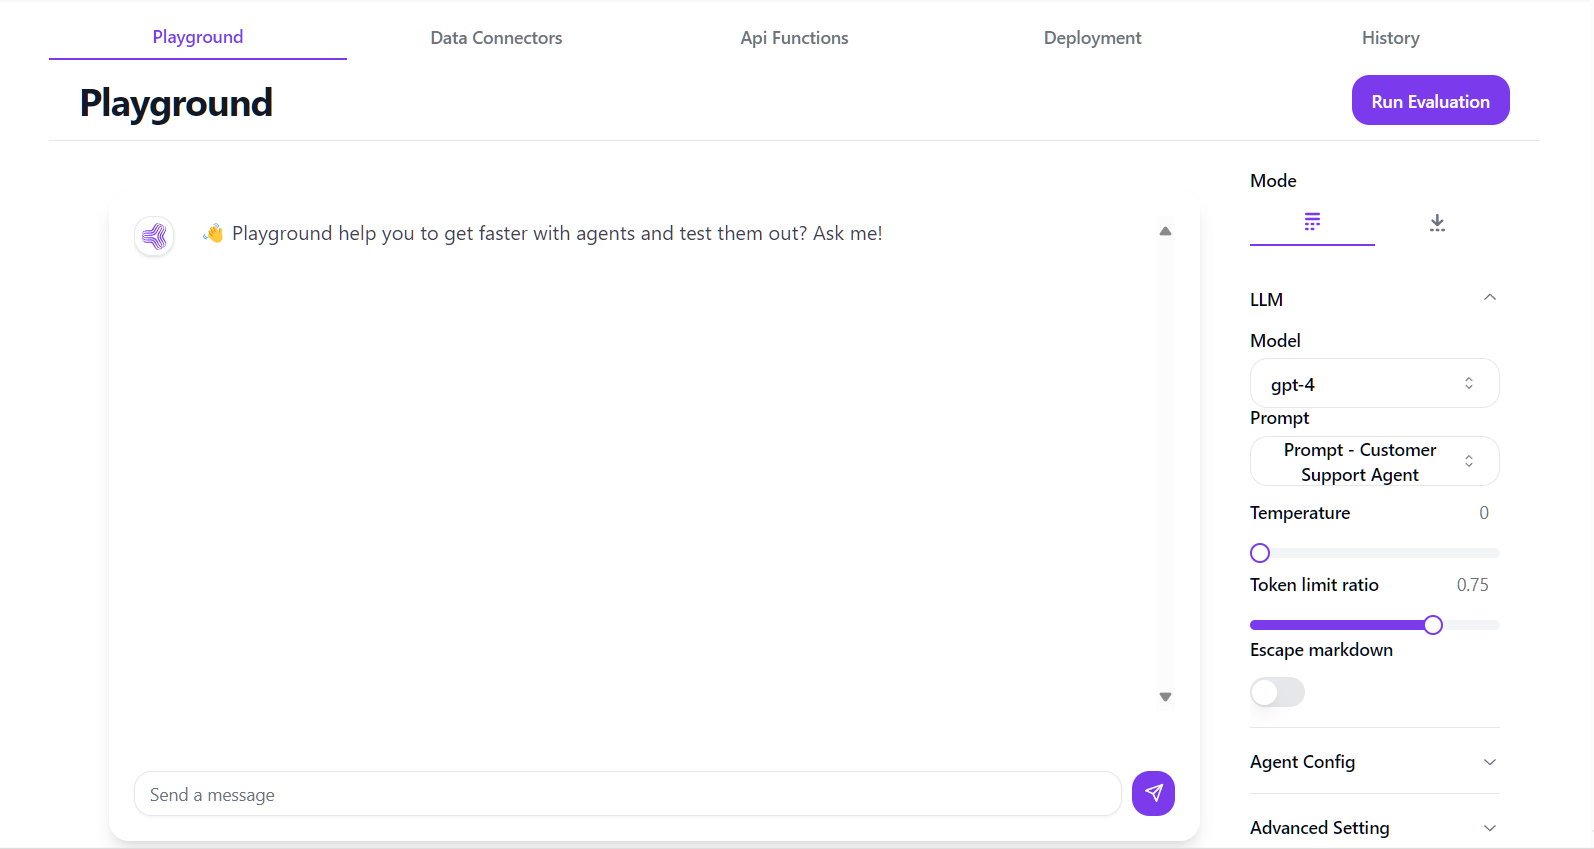 Playground
Data Connectors
Api Functions
Deployment
History
Playground
Run Evaluation
👋 Playground help you to get faster with agents and test them out? Ask me!
Send a message
Mode
LLM
Model
gpt-4
Prompt
Prompt - Customer
Support Agent
Temperature 0
Token limit ratio 0.75
Escape markdown
Agent Config
Advanced Setting